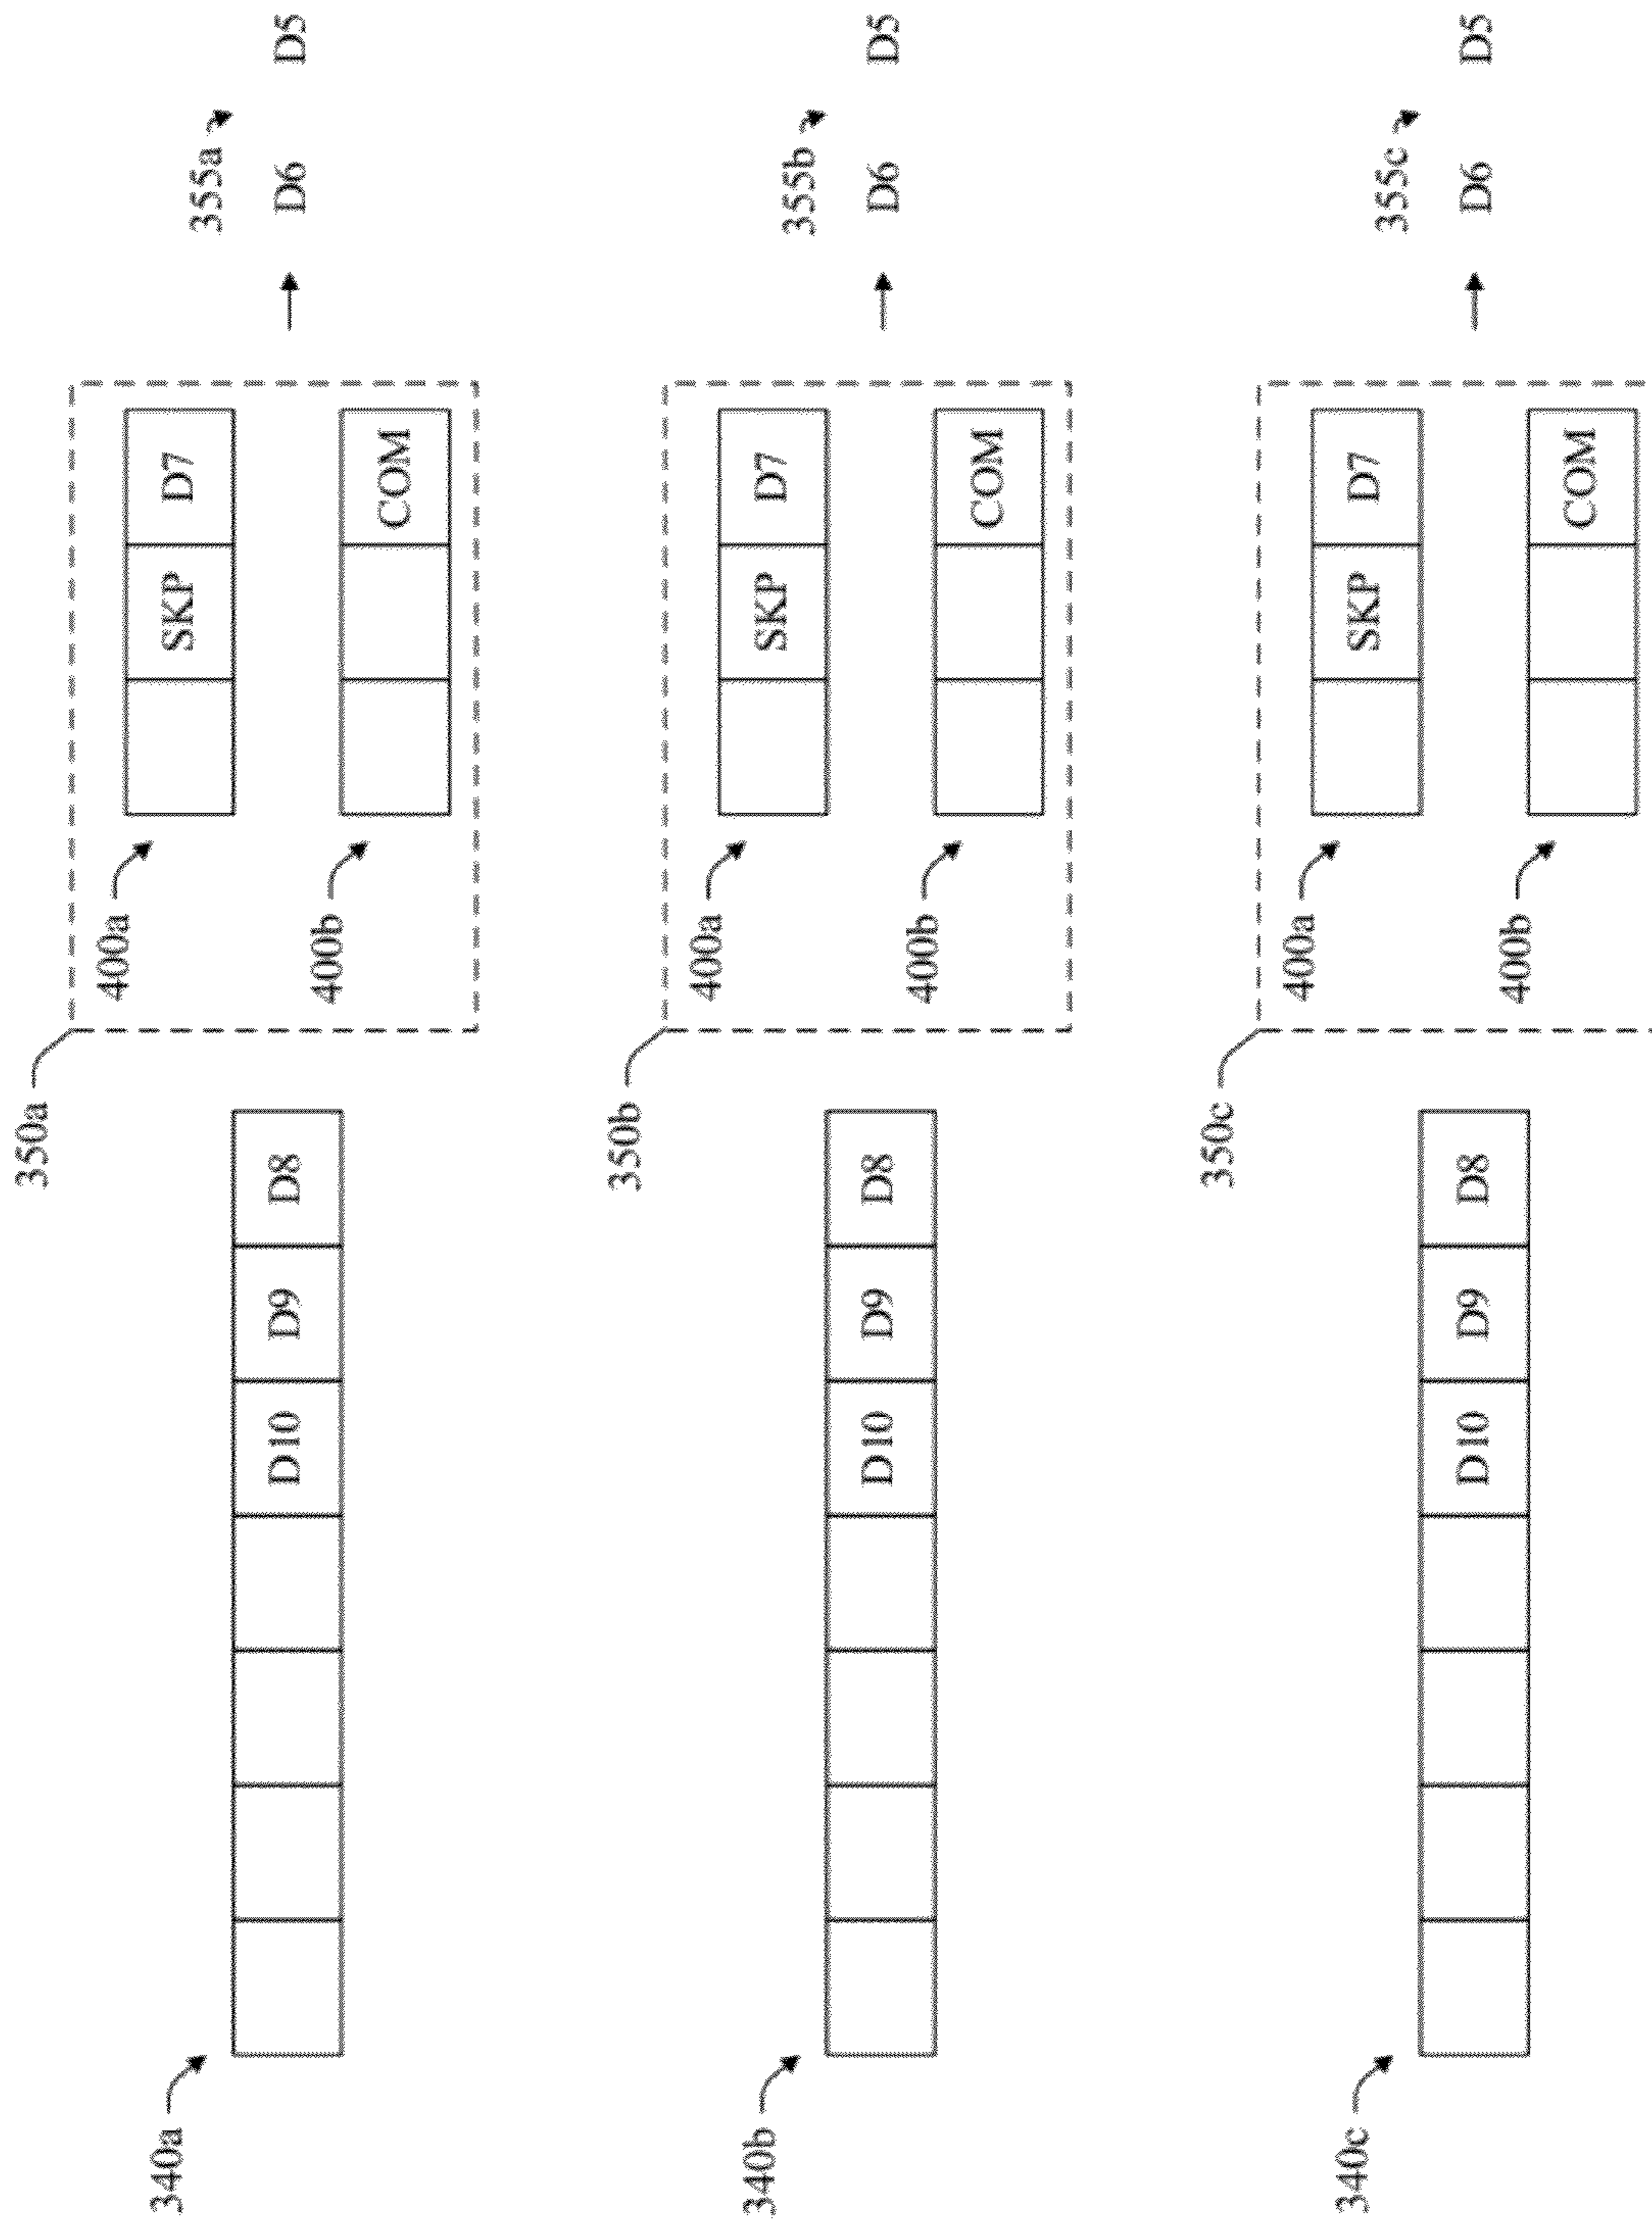 350a
400a
340a SKP D7 355a
D10 D9 D8 D6 D5
400b
COM
350b
400a
340b SKP D7 355b
D10 D9 D8 D6 D5
400b
COM
350c
400a
340c SKP D7 355c
D10 D9 D8 D6 D5
400b
COM